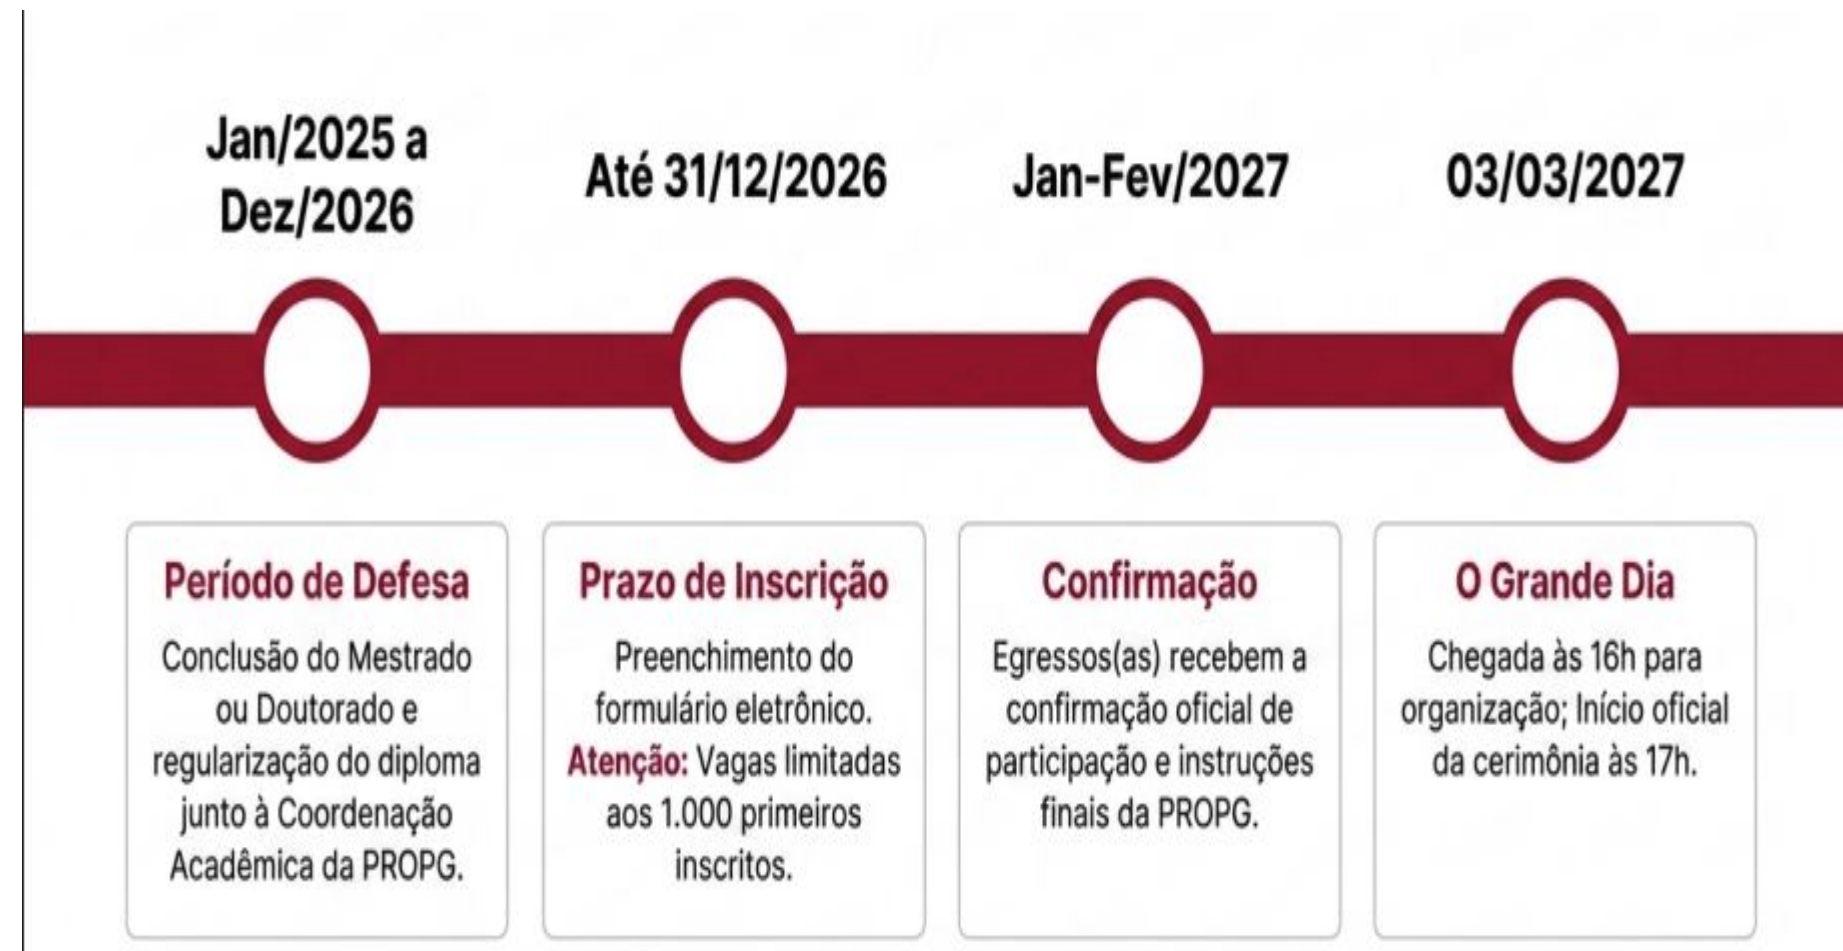 Jan/2025 a
Dez/2026
Período de Defesa
Conclusão do Mestrado
ou Doutorado e
regularização do diploma
junto à Coordenação
Acadêmica da PROPG.
Até 31/12/2026
Prazo de Inscrição
Preenchimento do
formulário eletrônico.
Atenção: Vagas limitadas
aos 1.000 primeiros
inscritos.
Jan-Fev/2027
Confirmação
Egressos(as) recebem a
confirmação oficial de
participação e instruções
finais da PROPG.
03/03/2027
O Grande Dia
Chegada às 16h para
organização; Início oficial
da cerimônia às 17h.